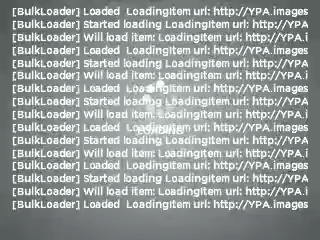 [BulkLoader] Loaded LoadingItem url: http://YPA.images
[BulkLoader] Started loading LoadingItem url: http://YPA
[BulkLoader] Will load item: LoadingItem url: http://YPA.i
[BulkLoader] Loaded LoadingItem url: http://YPA.images
[BulkLoader] Started loading LoadingItem url: http://YPA
[BulkLoader] Will load item: LoadingItem url: http://YPA.i
[BulkLoader] Loaded LoadingItem url: http://YPA.images
[BulkLoader] Started loading LoadingItem url: http://YPA
[BulkLoader] Will load item: LoadingItem url: http://YPA.i
[BulkLoader] Loaded LoadingItem url: http://YPA.images
[BulkLoader] Started loading LoadingItem url: http://YPA
[BulkLoader] Will load item: LoadingItem url: http://YPA.i
[BulkLoader] Loaded LoadingItem url: http://YPA.images
[BulkLoader] Started loading LoadingItem url: http://YPA
[BulkLoader] Will load item: LoadingItem url: http://YPA.i
[BulkLoader] Loaded LoadingItem url: http://YPA.images